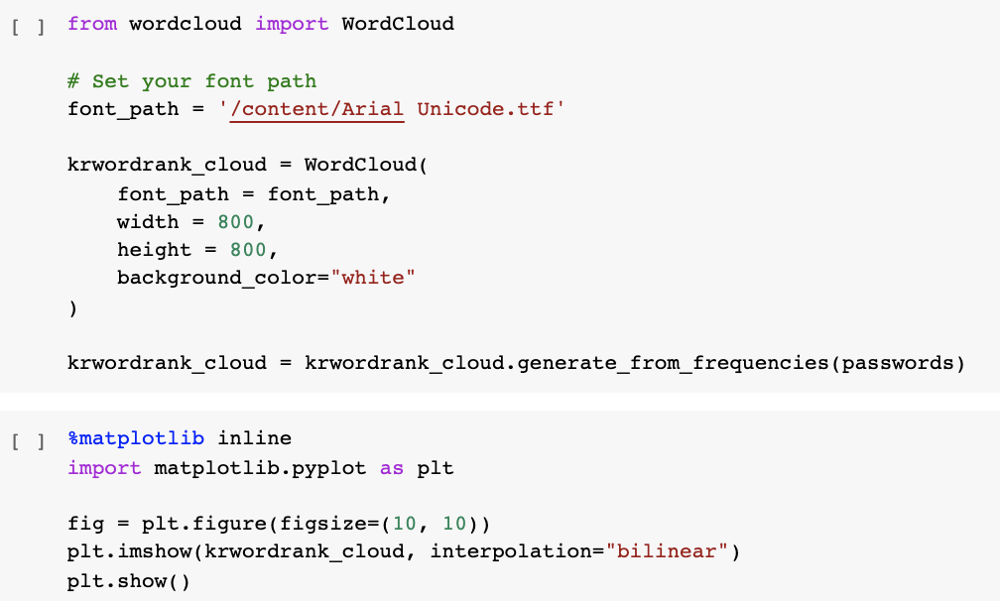 [ ] from wordcloud import WordCloud
# Set your font path
font_path = '/content/Arial Unicode.ttf'
krwordrank_cloud = WordCloud(
    font_path = font_path,
    width = 800,
    height = 800,
    background_color="white"
)
krwordrank_cloud = krwordrank_cloud.generate_from_frequencies(passwords)
[ ] %matplotlib inline
import matplotlib.pyplot as plt
fig = plt.figure(figsize=(10, 10))
plt.imshow(krwordrank_cloud, interpolation="bilinear")
plt.show()